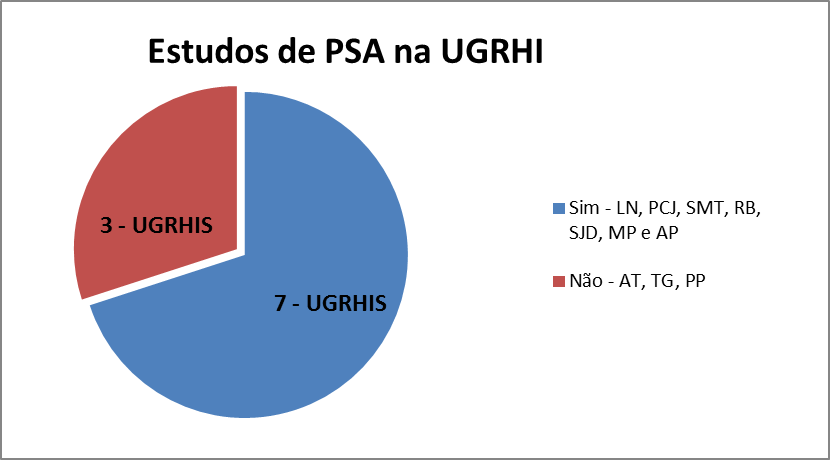 Estudos de PSA na UGRHI
3 - UGRHIS
7 - UGRHIS
Sim - LN, PCJ, SMT, RB,
SJD, MP e AP
Não - AT, TG, PP